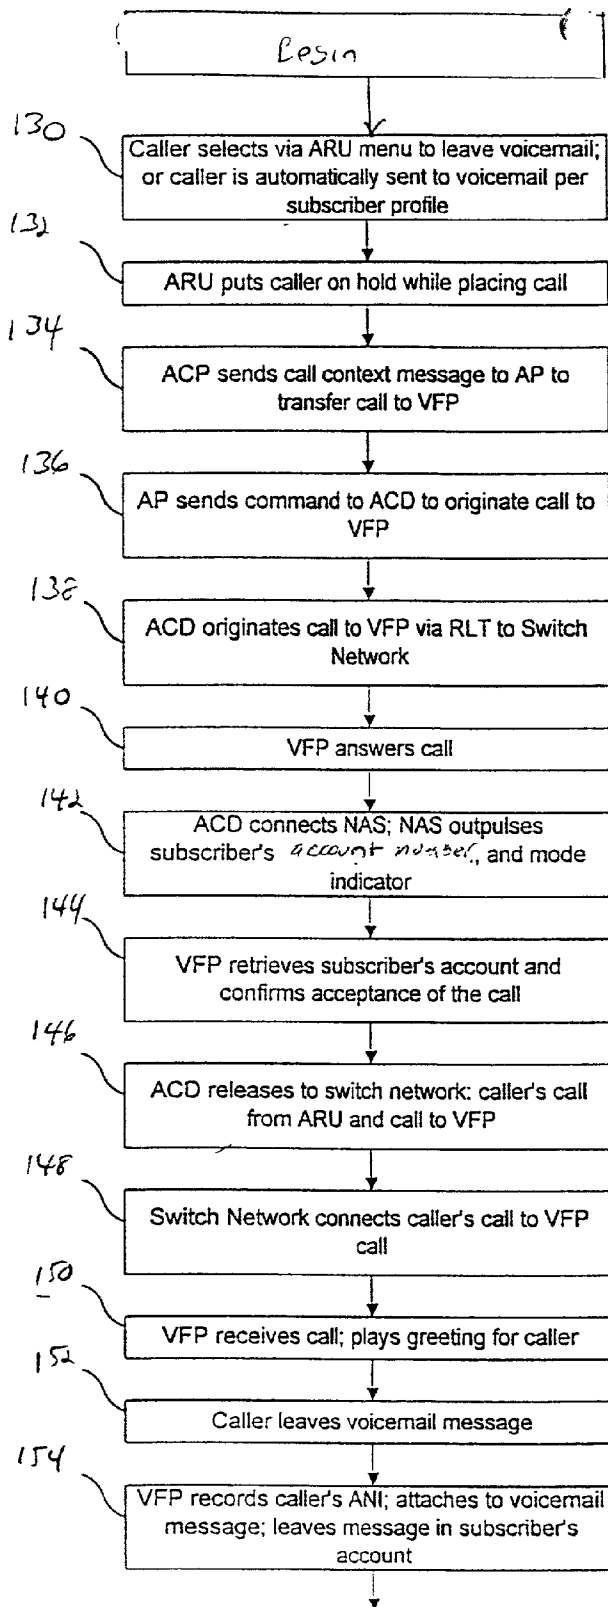 Begin
130
Caller selects via ARU menu to leave voicemail;
or caller is automatically sent to voicemail per
subscriber profile
132
ARU puts caller on hold while placing call
134
ACP sends call context message to AP to
transfer call to VFP
136
AP sends command to ACD to originate call to
VFP
138
ACD originates call to VFP via RLT to Switch
Network
140
VFP answers call
142
ACD connects NAS; NAS outpulses
subscriber's account number, and mode
indicator
144
VFP retrieves subscriber's account and
confirms acceptance of the call
146
ACD releases to switch network: caller's call
from ARU and call to VFP
148
Switch Network connects caller's call to VFP
call
150
VFP receives call; plays greeting for caller
152
Caller leaves voicemail message
154
VFP records caller's ANI; attaches to voicemail
message; leaves message in subscriber's
account